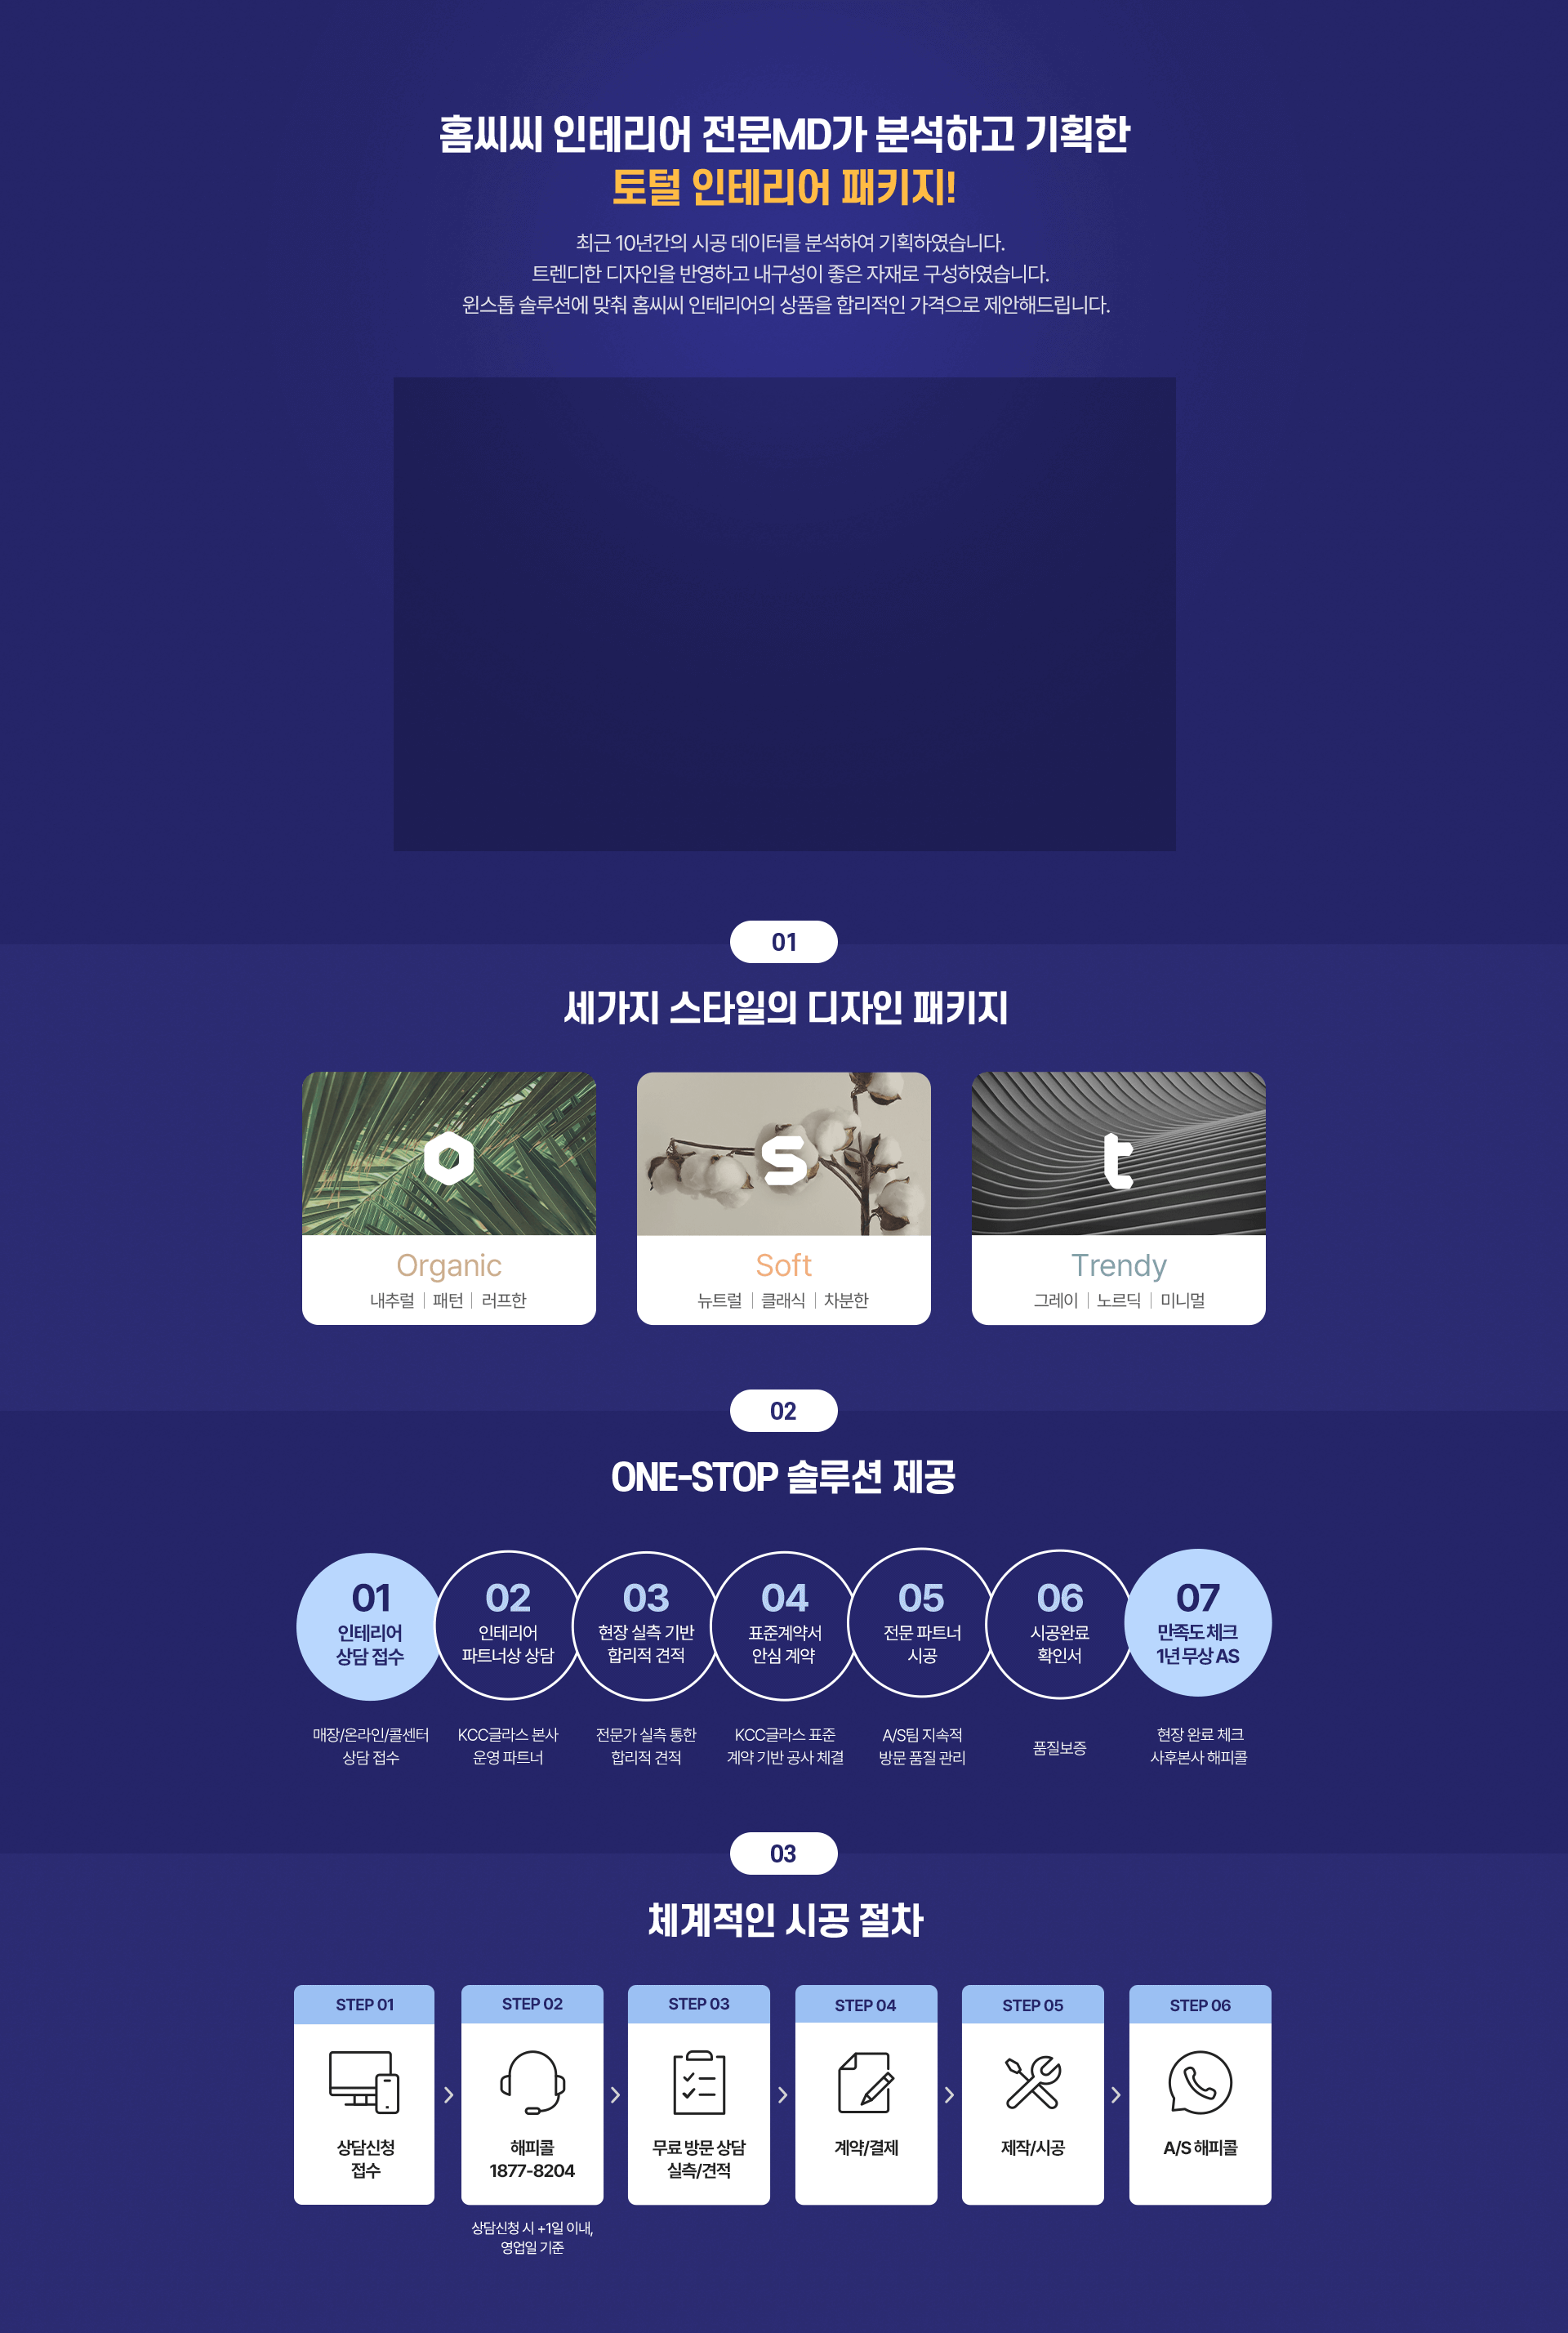 홈씨씨 인테리어 전문MD가 분석하고 기획한
토털 인테리어 패키지!
최근 10년간의 시공 데이터를 분석하여 기획하였습니다.
트렌디한 디자인을 반영하고 내구성이 좋은 자재로 구성하였습니다.
윈스톱 솔루션에 맞춰 홈씨씨 인테리어의 상품을 합리적인 가격으로 제안해드립니다.
01
세가지 스타일의 디자인 패키지
o
s
t
Organic
Soft
Trendy
내추럴 | 패턴 | 러프한
뉴트럴 | 클래식 | 차분한
그레이 | 노르딕 | 미니멀
02
ONE-STOP 솔루션 제공
01
인테리어
상담 접수
매장/온라인/콜센터
상담 접수
02
인테리어
파트너상 상담
KCC글라스 본사
운영 파트너
03
현장 실측 기반
합리적 견적
전문가 실측 통한
합리적 견적
04
표준계약서
안심 계약
KCC글라스 표준
계약 기반 공사 체결
05
전문 파트너
시공
A/S팀 지속적
방문 품질 관리
06
시공완료
확인서
품질보증
07
만족도 체크
1년 무상 AS
현장 완료 체크
사후본사 해피콜
03
체계적인 시공 절차
STEP 01
상담신청
접수
STEP 02
해피콜
1877-8204
상담신청 시 +1일 이내,
영업일 기준
STEP 03
무료 방문 상담
실측/견적
STEP 04
계약/결제
STEP 05
제작/시공
STEP 06
A/S 해피콜